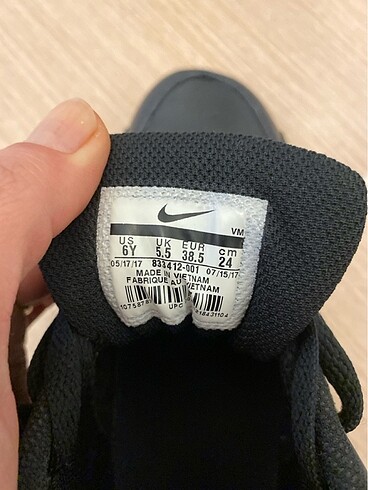 VM
US UK EUR cm
6Y 5.5 38.5 24
05/17/17 833412-001 07/15/17
MADE IN VIETNAM
FABRIQUE AU VIETNAM
UPC